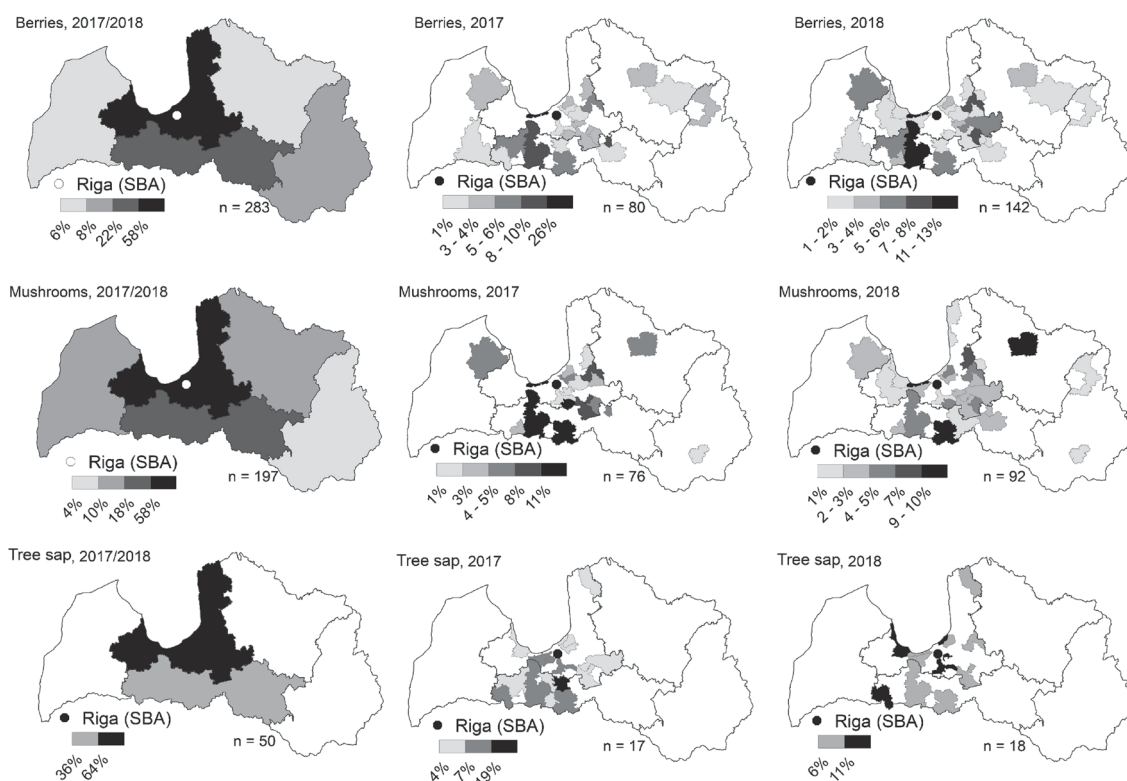 Berries, 2017/2018
Riga (SBA)
n = 283
6%
8%
22%
58%
Berries, 2017
Riga (SBA)
n = 80
1%
3 - 4%
5 - 6%
8 - 10%
26%
Berries, 2018
Riga (SBA)
n = 142
1 - 2%
3 - 4%
5 - 6%
7 - 8%
11 - 13%
Mushrooms, 2017/2018
Riga (SBA)
n = 197
4%
10%
18%
58%
Mushrooms, 2017
Riga (SBA)
n = 76
1%
3%
4 - 5%
8%
11%
Mushrooms, 2018
Riga (SBA)
n = 92
1%
2 - 3%
4 - 5%
7%
9 - 10%
Tree sap, 2017/2018
Riga (SBA)
n = 50
36%
64%
Tree sap, 2017
Riga (SBA)
n = 17
4%
7%
19%
Tree sap, 2018
Riga (SBA)
n = 18
6%
11%